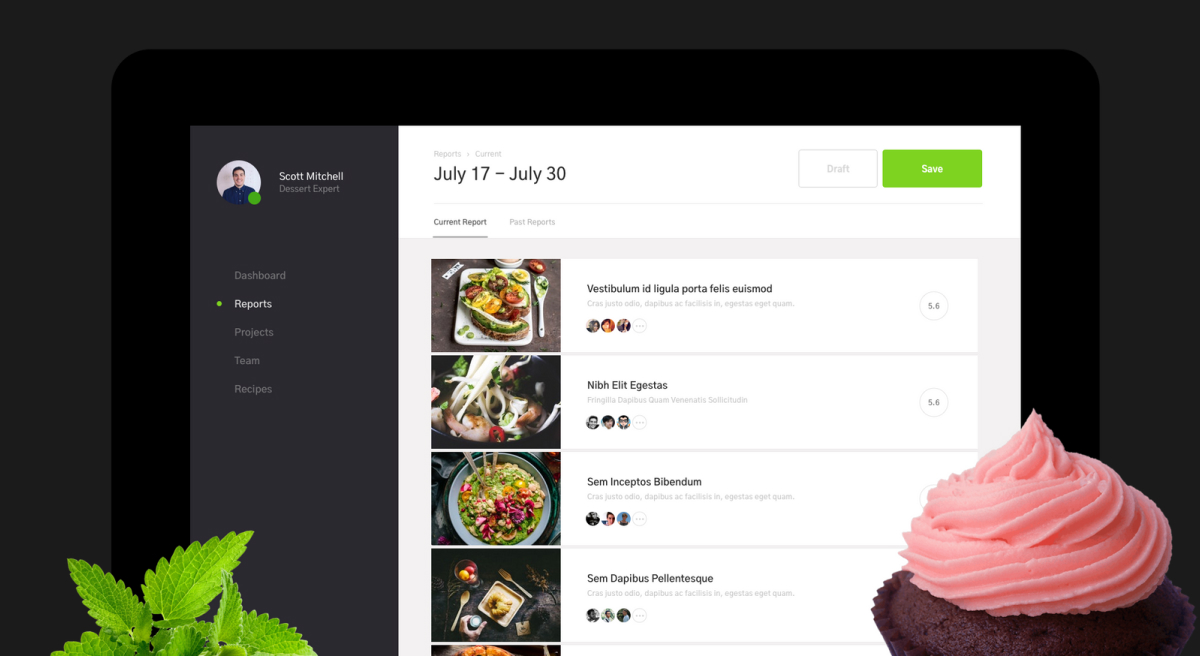 Scott Mitchell
Dessert Expert
Dashboard
Reports
Projects
Team
Recipes
Reports › Current
July 17 – July 30
Draft
Save
Current Report
Past Reports
Vestibulum id ligula porta felis euismod
Cras justo odio, dapibus ac facilisis in, egestas eget quam.
5.6
Nibh Elit Egestas
Fringilla Dapibus Quam Venenatis Sollicitudin
5.6
Sem Inceptos Bibendum
Cras justo odio, dapibus ac facilisis in, egestas eget quam.
Sem Dapibus Pellentesque
Cras justo odio, dapibus ac facilisis in, egestas eget quam.